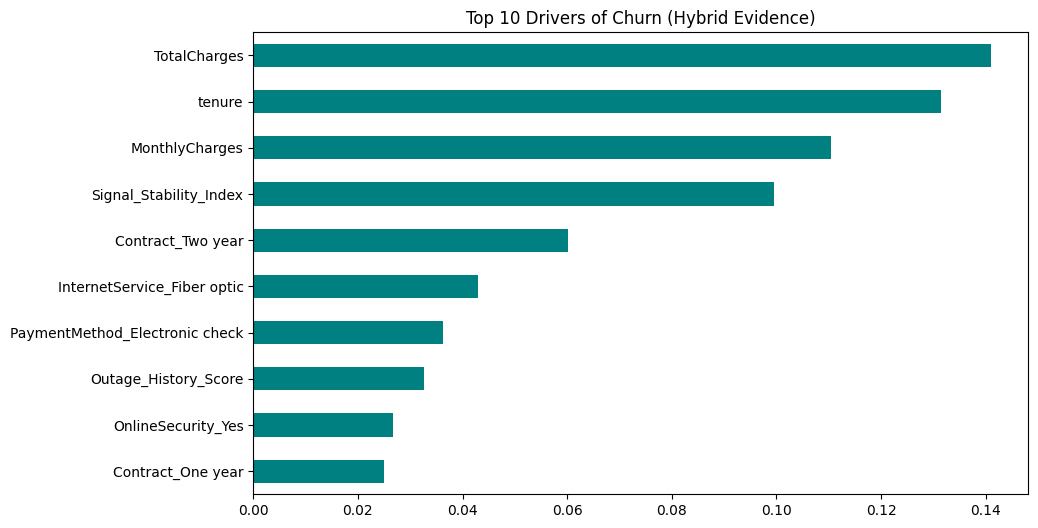 Top 10 Drivers of Churn (Hybrid Evidence)
TotalCharges
tenure
MonthlyCharges
Signal_Stability_Index
Contract_Two year
InternetService_Fiber optic
PaymentMethod_Electronic check
Outage_History_Score
OnlineSecurity_Yes
Contract_One year
0.00 0.02 0.04 0.06 0.08 0.10 0.12 0.14